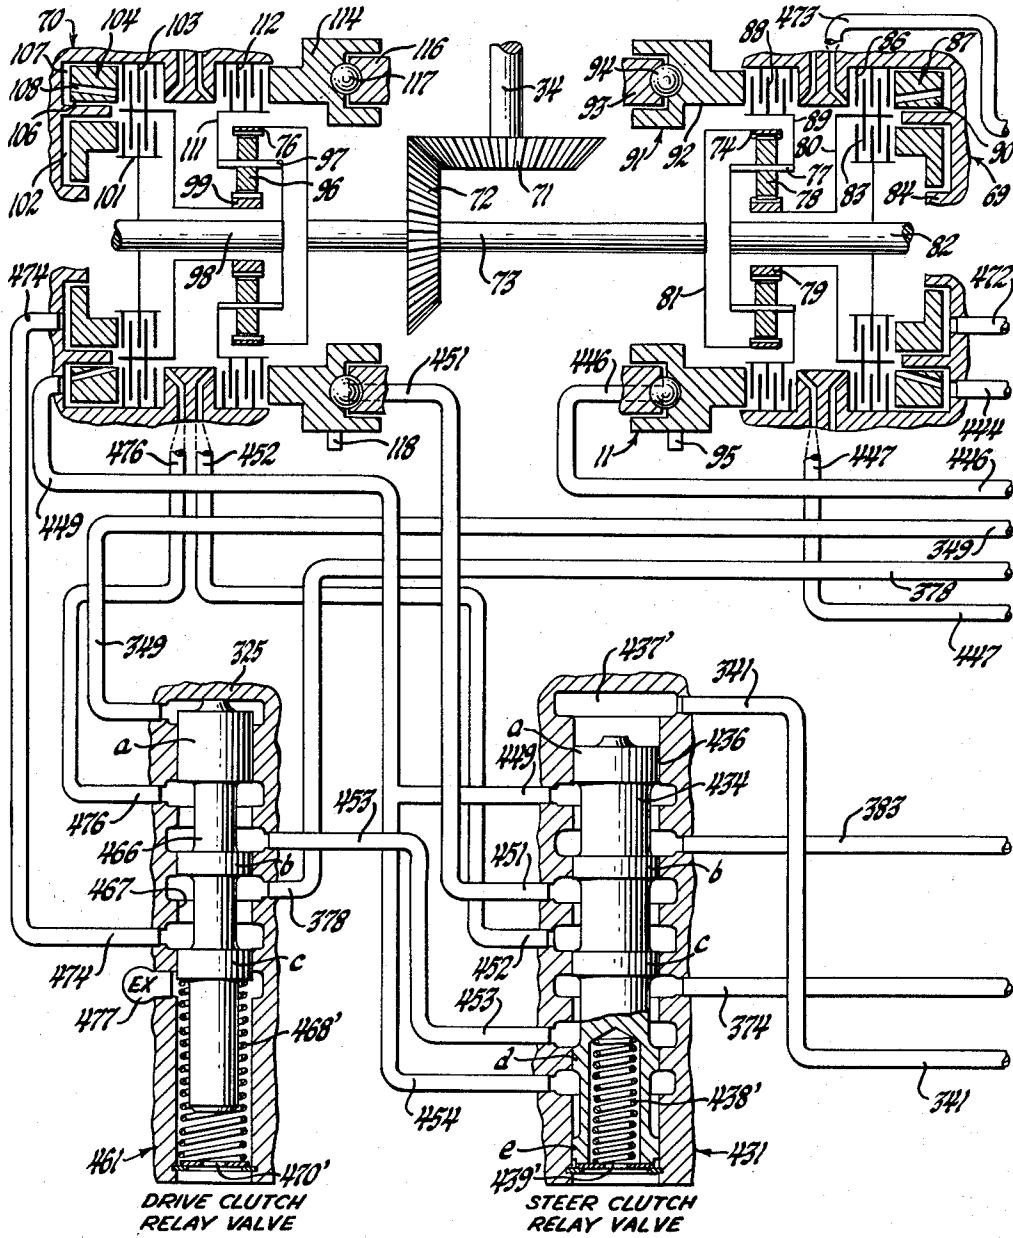 70 104 103 112 114 473
107 88 86 87
108 116
106 117 94 34 93
111 76 97 91 92 74 89 80 90
102 101 99 96 72 71 77 78 83 84 69
98 73 81 79 82
474 472
451 446
444
476 452 118 11 95 447 446
449 349
378
349 325 437' 341 447
a a 436
449 434
476 453 383
466 b 451 b
467
378
474 c 452 c
EX 453 374
477 468' d
454 438' 341
e
461 470' 439' 431
DRIVE CLUTCH
RELAY VALVE
STEER CLUTCH
RELAY VALVE